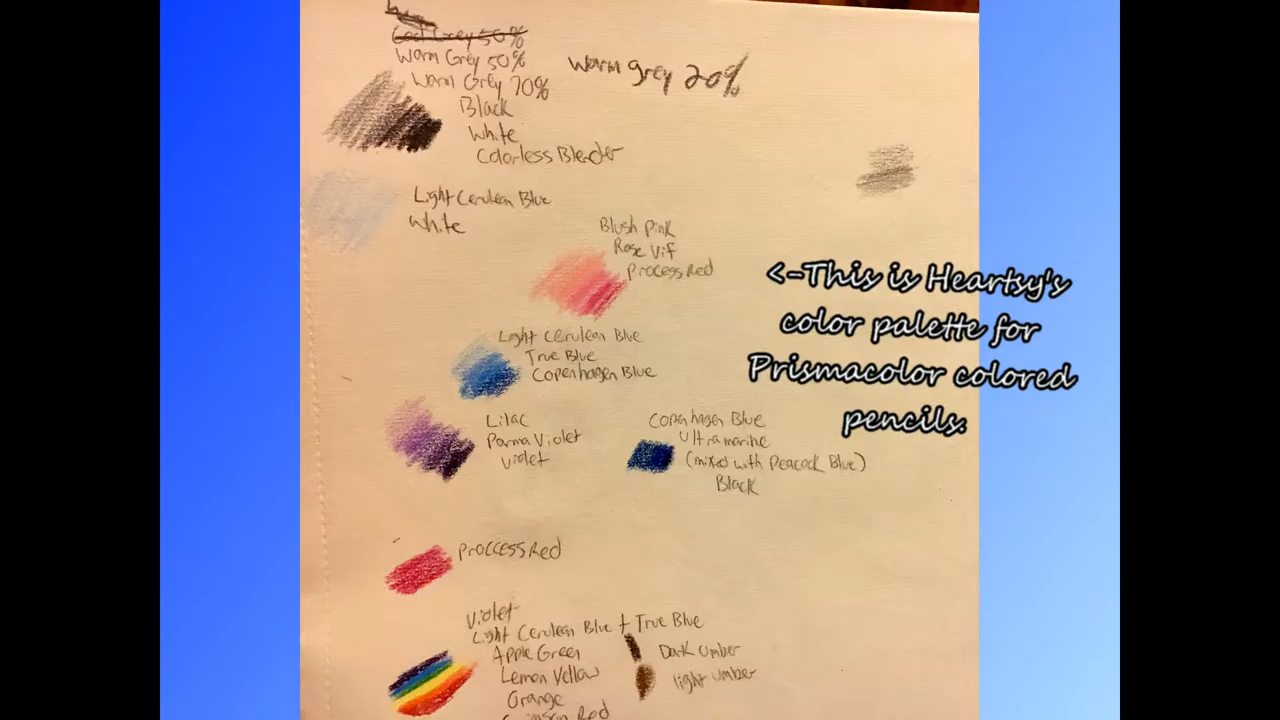 Cool Grey 50%
Warm Grey 50%
Warm Grey 70%
Black
White
Colorless Blender
Warm grey 20%
Light Cerulean Blue
White
Blush Pink
Rose Vif
Process Red
<-This is Heartsy's
color palette for
Prismacolor colored
pencils.
Light Cerulean Blue
True Blue
Copenhagen Blue
Lilac
Parma Violet
Violet
Copenhagen Blue
Ultramarine
(mixed with Peacock Blue)
Black
Proccess Red
Violet
Light Cerulean Blue + True Blue
Apple Green
Lemon Yellow
Orange
Crimson Red
Dark Umber
light umber